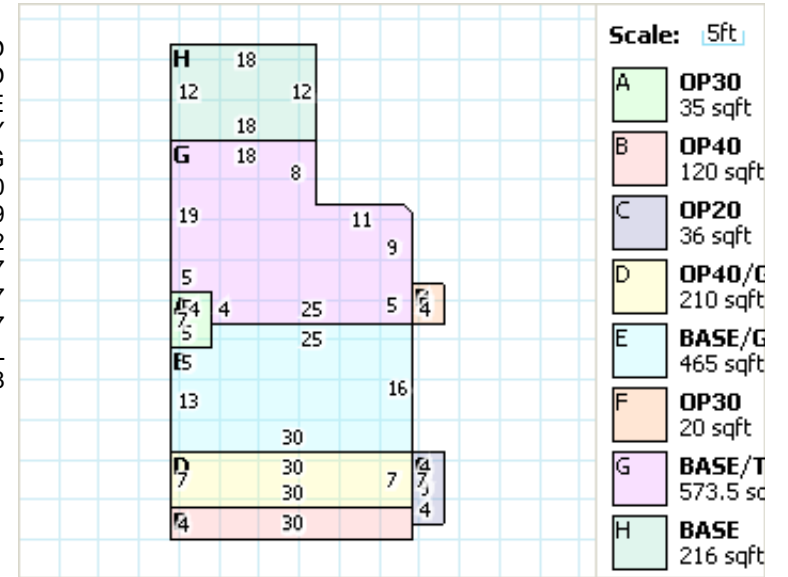 Scale: 5ft
H 18
12 12
18
G 18
8
19
11
9
5
4 25 5
25
5
E 5
13
16
30
D 30
7 7
30
4
4 30
A OP30
35 sqft
B OP40
120 sqft
C OP20
36 sqft
D OP40/G
210 sqft
E BASE/G
465 sqft
F OP30
20 sqft
G BASE/T
573.5 sq
H BASE
216 sqft